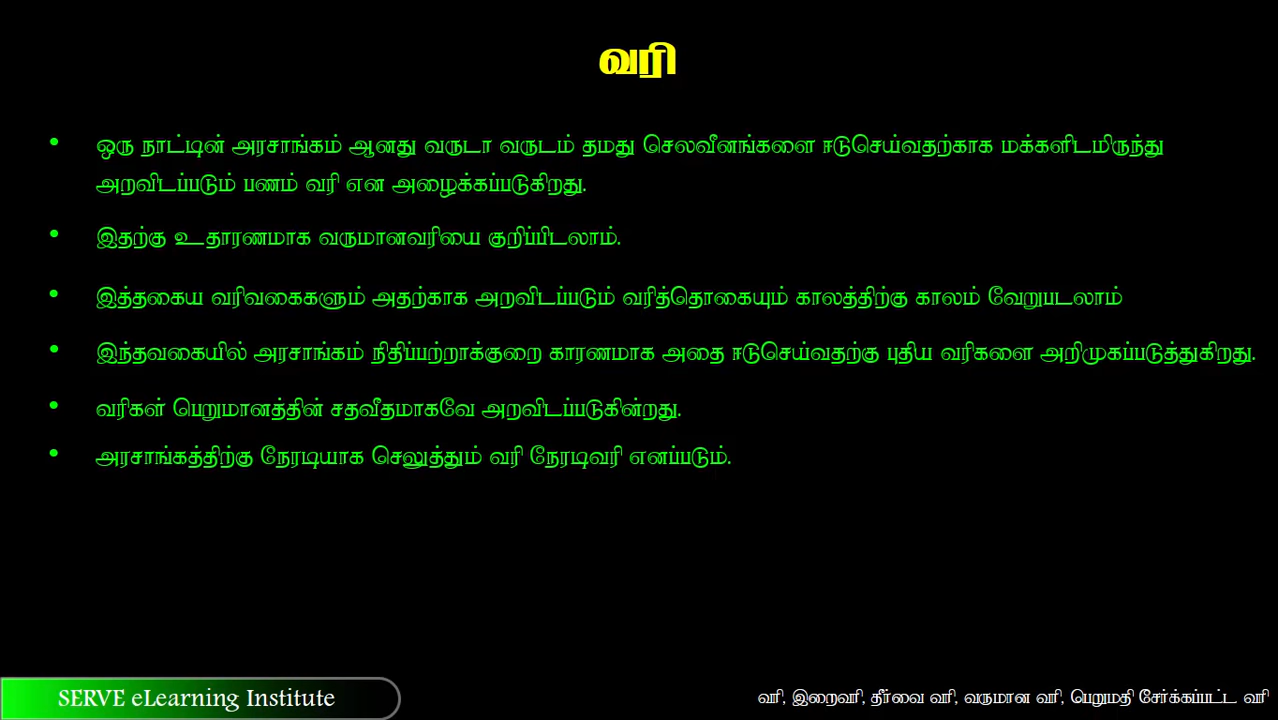 வரி
• ஒரு நாட்டின் அரசாங்கம் ஆனது வருடா வருடம் தமது செலவீனங்களை ஈடுசெய்வதற்காக மக்களிடமிருந்து
அறவிடப்படும் பணம் வரி என அழைக்கப்படுகிறது.
• இதற்கு உதாரணமாக வருமானவரியை குறிப்பிடலாம்.
• இத்தகைய வரிவகைகளும் அதற்காக அறவிடப்படும் வரித்தொகையும் காலத்திற்கு காலம் வேறுபடலாம்
• இந்தவகையில் அரசாங்கம் நிதிப்பற்றாக்குறை காரணமாக அதை ஈடுசெய்வதற்கு புதிய வரிகளை அறிமுகப்படுத்துகிறது.
• வரிகள் பெறுமானத்தின் சதவீதமாகவே அறவிடப்படுகின்றது.
• அரசாங்கத்திற்கு நேரடியாக செலுத்தும் வரி நேரடிவரி எனப்படும்.
SERVE eLearning Institute
வரி, இறைவரி, தீர்வை வரி, வருமான வரி, பெறுமதி சேர்க்கப்பட்ட வரி